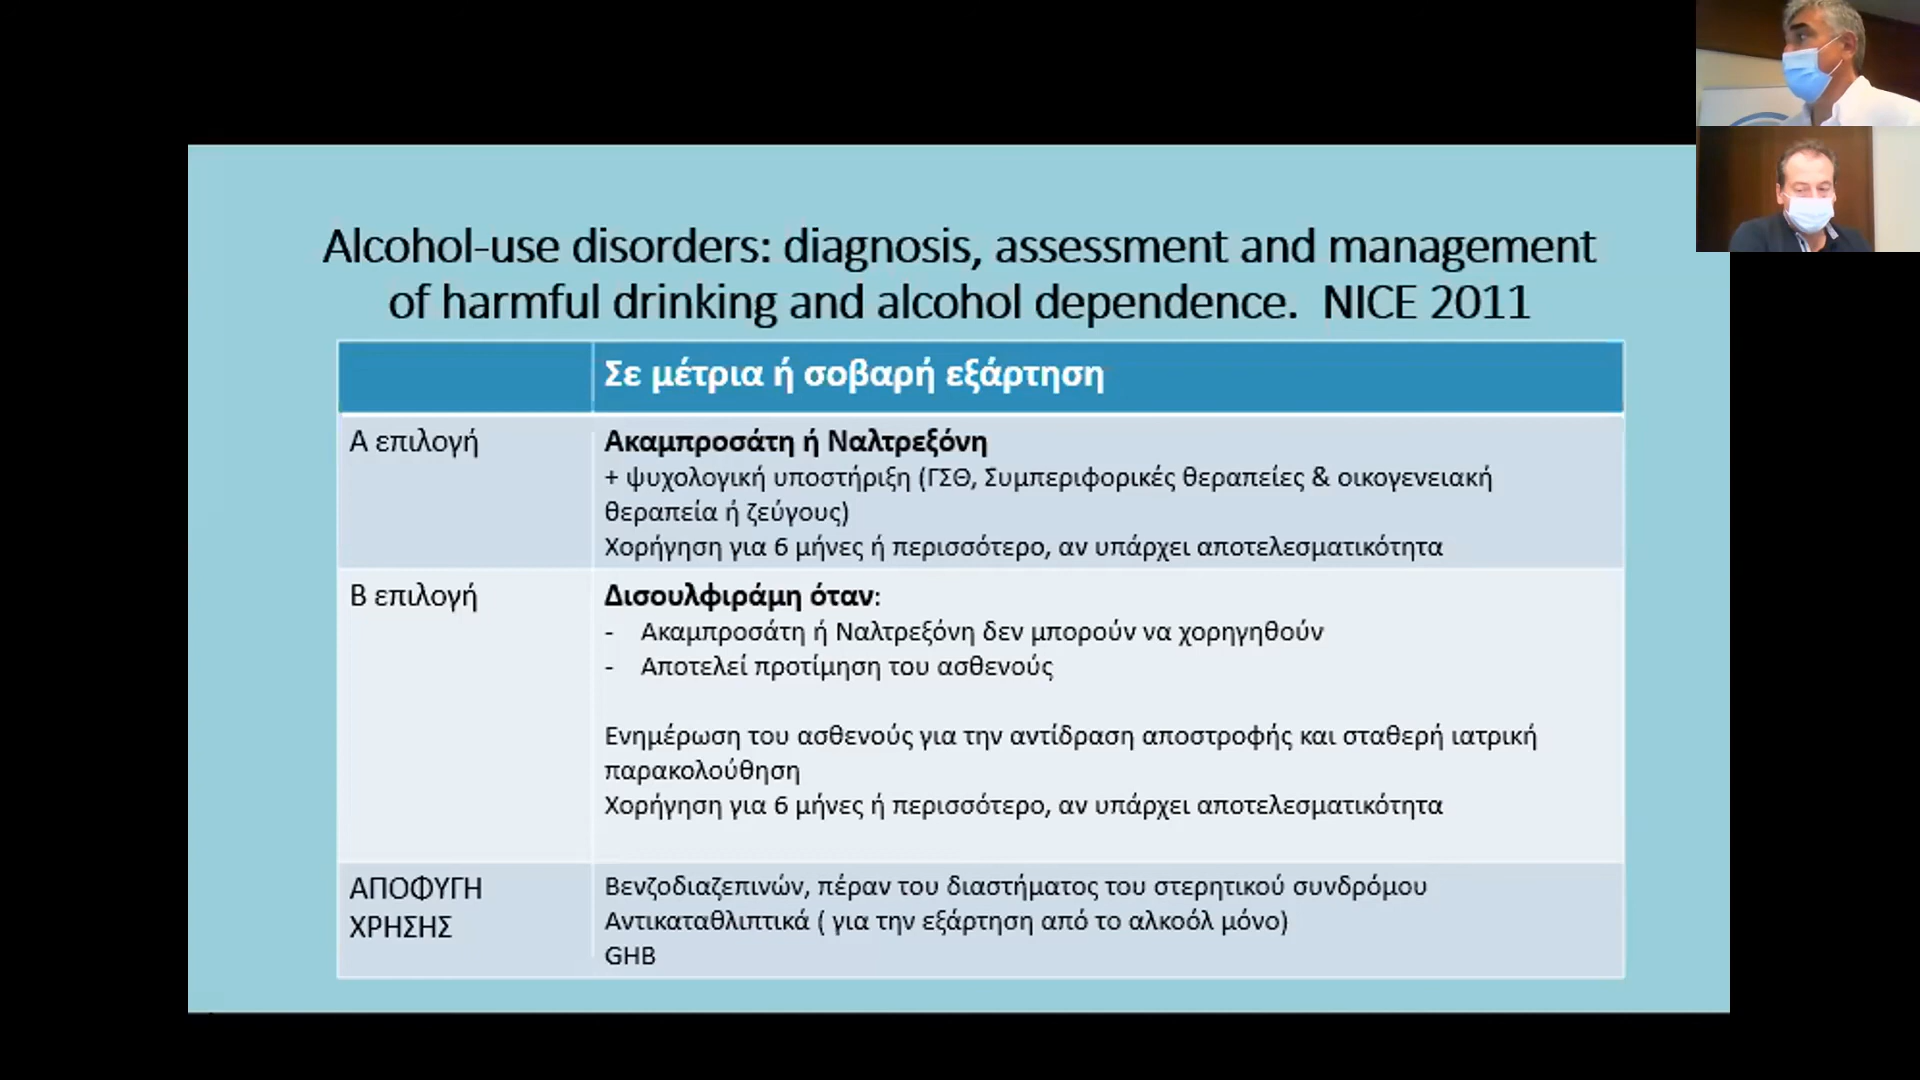 Alcohol-use disorders: diagnosis, assessment and management
of harmful drinking and alcohol dependence. NICE 2011
Σε μέτρια ή σοβαρή εξάρτηση
Α επιλογή
Ακαμπροσάτη ή Ναλτρεξόνη
+ ψυχολογική υποστήριξη (ΓΣΘ, Συμπεριφορικές θεραπείες & οικογενειακή
θεραπεία ή ζεύγους)
Χορήγηση για 6 μήνες ή περισσότερο, αν υπάρχει αποτελεσματικότητα
Β επιλογή
Δισουλφιράμη όταν:
- Ακαμπροσάτη ή Ναλτρεξόνη δεν μπορούν να χορηγηθούν
- Αποτελεί προτίμηση του ασθενούς
Ενημέρωση του ασθενούς για την αντίδραση αποστροφής και σταθερή ιατρική
παρακολούθηση
Χορήγηση για 6 μήνες ή περισσότερο, αν υπάρχει αποτελεσματικότητα
ΑΠΟΦΥΓΗ
ΧΡΗΣΗΣ
Βενζοδιαζεπινών, πέραν του διαστήματος του στερητικού συνδρόμου
Αντικαταθλιπτικά ( για την εξάρτηση από το αλκοόλ μόνο)
GHB